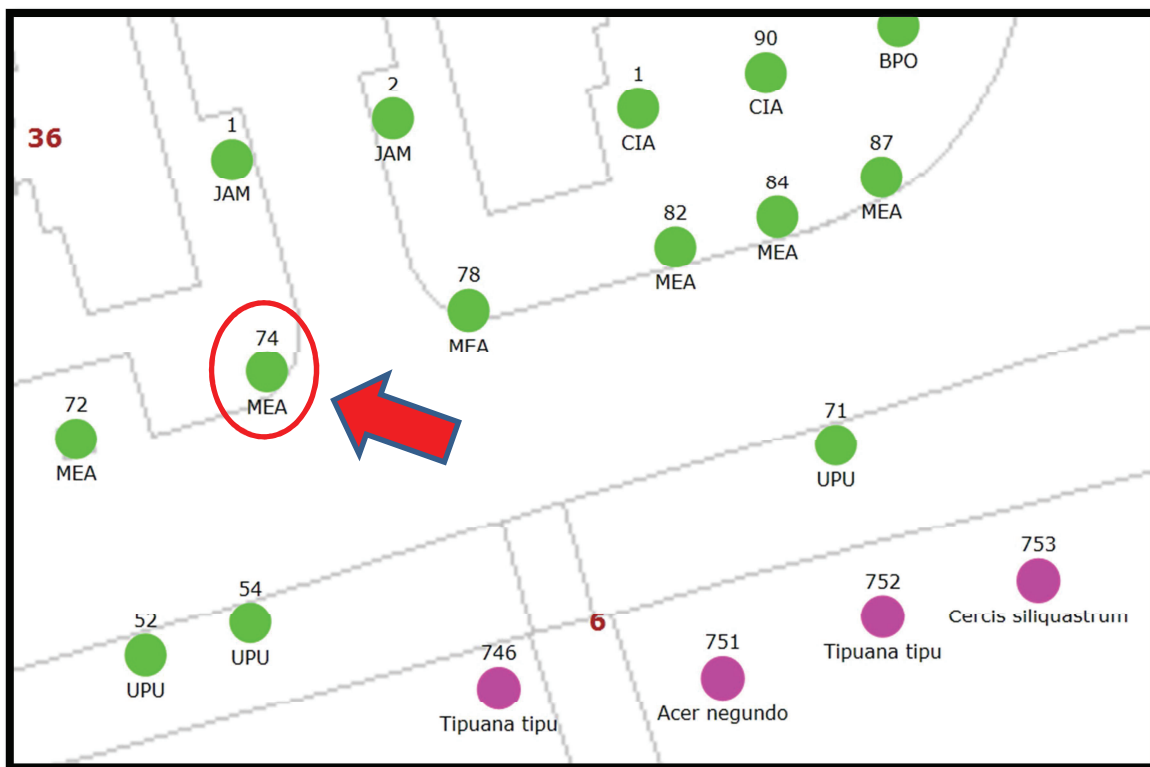 90
BPO
2
1
CIA
36
1
JAM
CIA
87
JAM
84
MEA
82
MEA
78
MEA
74
MEA
MEA
72
MEA
71
UPU
753
54
752
Cercis siliquastrum
52
6
UPU
746
751
Tipuana tipu
UPU
Acer negundo
Tipuana tipu